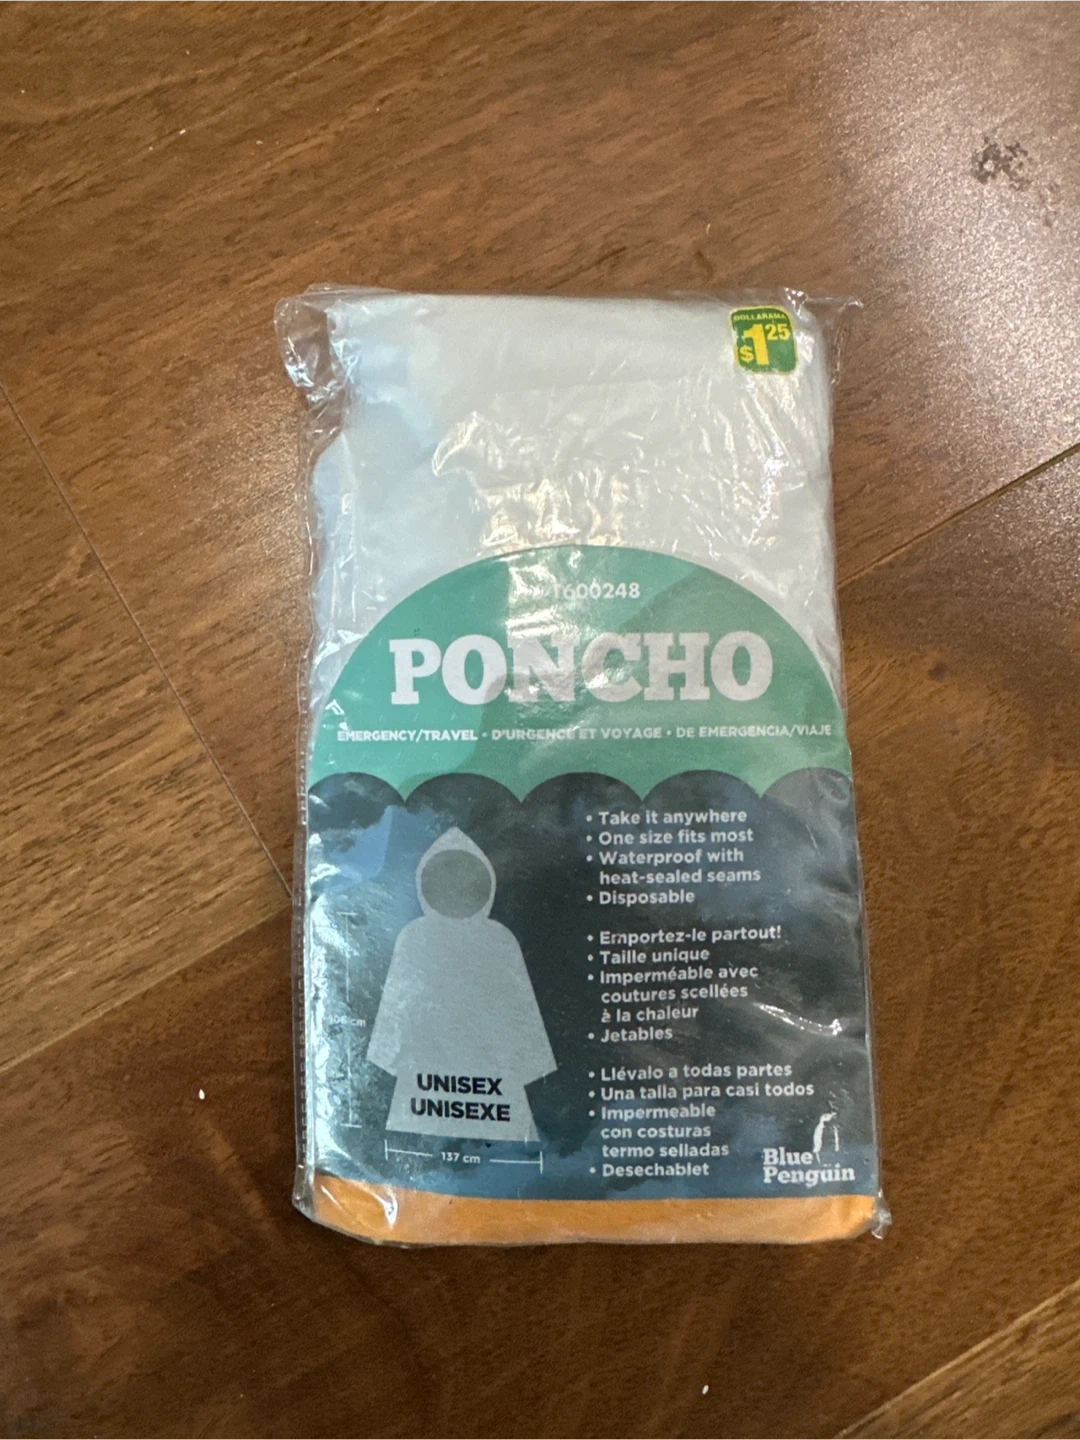 DOLLARAMA
$1 25
T600248
PONCHO
EMERGENCY/TRAVEL • D'URGENCE ET VOYAGE • DE EMERGENCIA/VIAJE
• Take it anywhere
• One size fits most
• Waterproof with
heat-sealed seams
• Disposable
• Emportez-le partout!
• Taille unique
• Imperméable avec
coutures scellées
à la chaleur
• Jetables
• Llévalo a todas partes
• Una talla para casi todos
• Impermeable
con costuras
termo selladas
• Desechablet
cm
UNISEX
UNISEXE
137 cm
Blue
Penguin